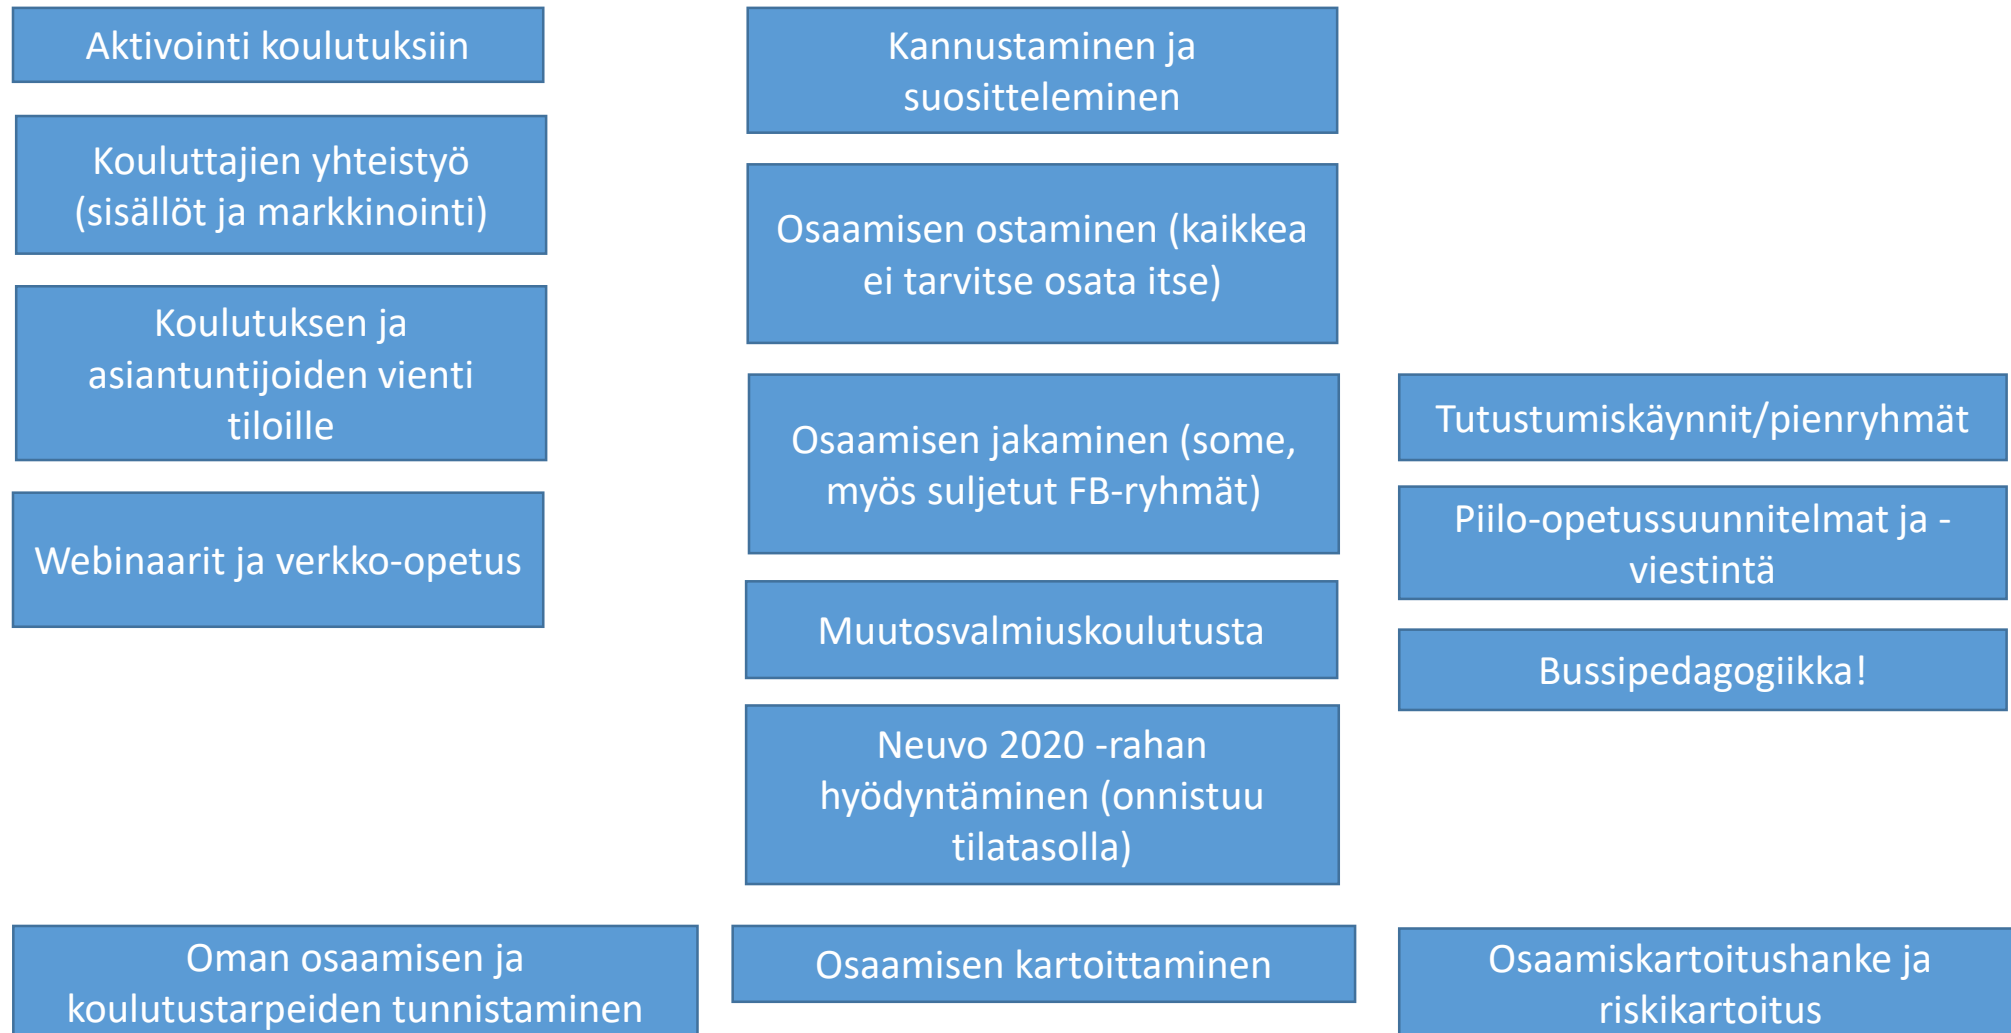 Aktivointi koulutuksiin
Kouluttajien yhteistyö
(sisällöt ja markkinointi)
Koulutuksen ja
asiantuntijoiden vienti
tiloille
Webinaarit ja verkko-opetus
Kannustaminen ja
suositteleminen
Osaamisen ostaminen (kaikkea
ei tarvitse osata itse)
Osaamisen jakaminen (some,
myös suljetut FB-ryhmät)
Muutosvalmiuskoulutusta
Neuvo 2020 -rahan
hyödyntäminen (onnistuu
tilatasolla)
Tutustumiskäynnit/pienryhmät
Piilo-opetussuunnitelmat ja -
viestintä
Bussipedagogiikka!
Oman osaamisen ja
koulutustarpeiden tunnistaminen
Osaamisen kartoittaminen
Osaamiskartoitushanke ja
riskikartoitus